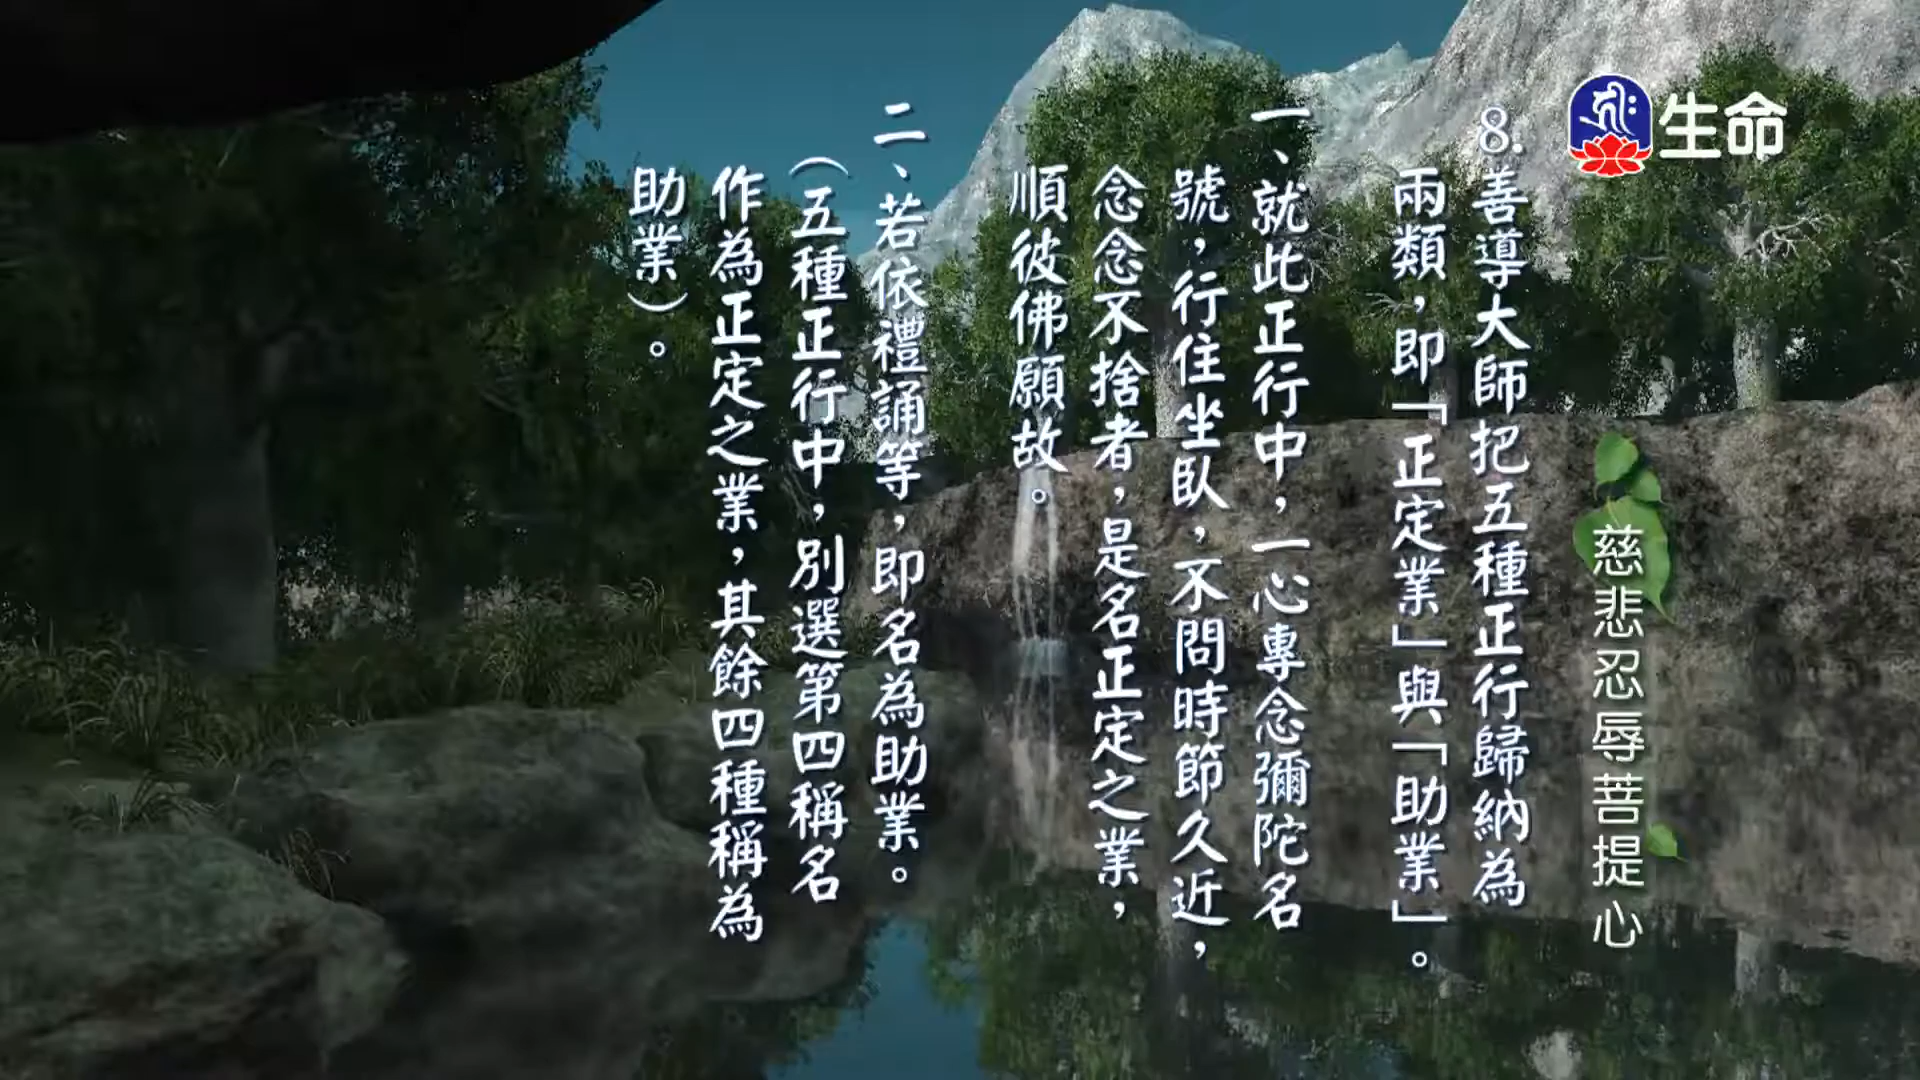 生命
慈悲忍辱菩提心
8.善導大師把五種正行歸納為
兩類，即「正定業」與「助業」。
一、就此正行中，一心專念彌陀名
號，行住坐臥，不問時節久近，
念念不捨者，是名正定之業，
順彼佛願故。
二、若依禮誦等，即名為助業。
（五種正行中，別選第四稱名
作為正定之業，其餘四種稱為
助業）。